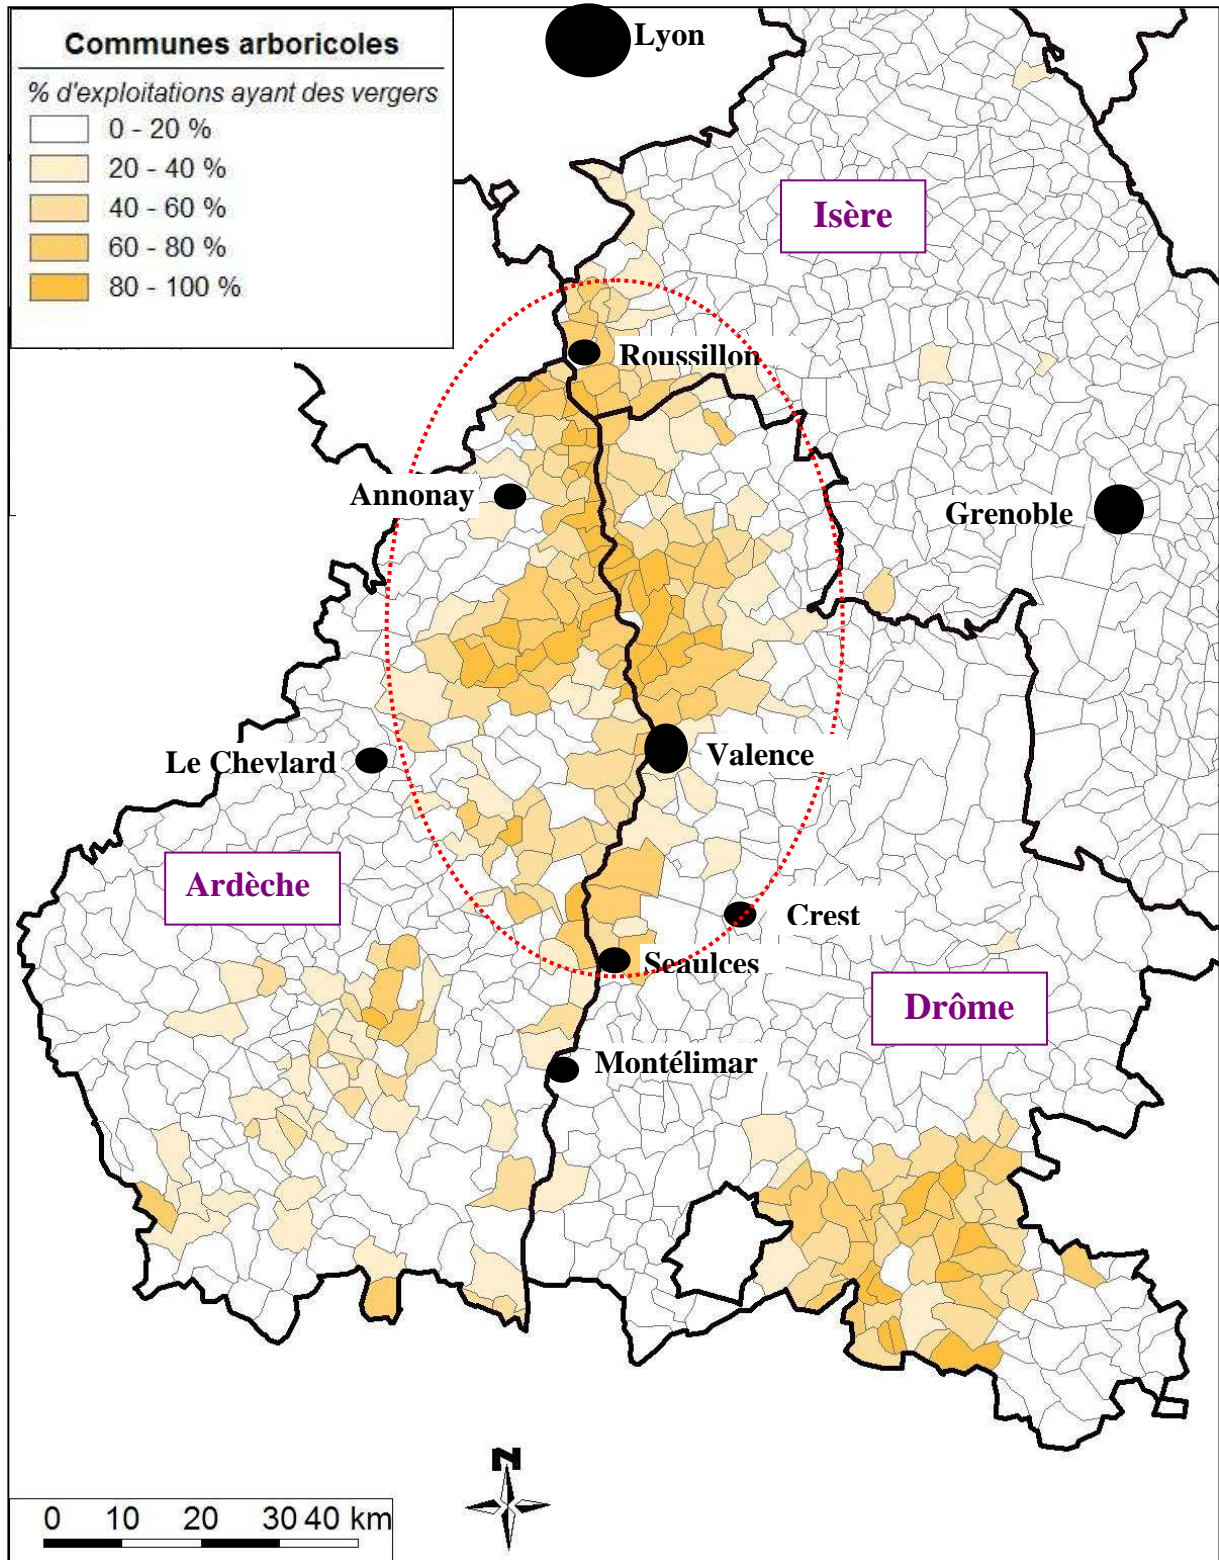 Communes arboricoles
% d'exploitations ayant des vergers
0 - 20 %
20 - 40 %
40 - 60 %
60 - 80 %
80 - 100 %
Lyon
Isère
Roussillon
Annonay
Grenoble
Le Chevlard
Valence
Ardèche
Crest
Seaulces
Drôme
Montélimar
N
0 10 20 30 40 km